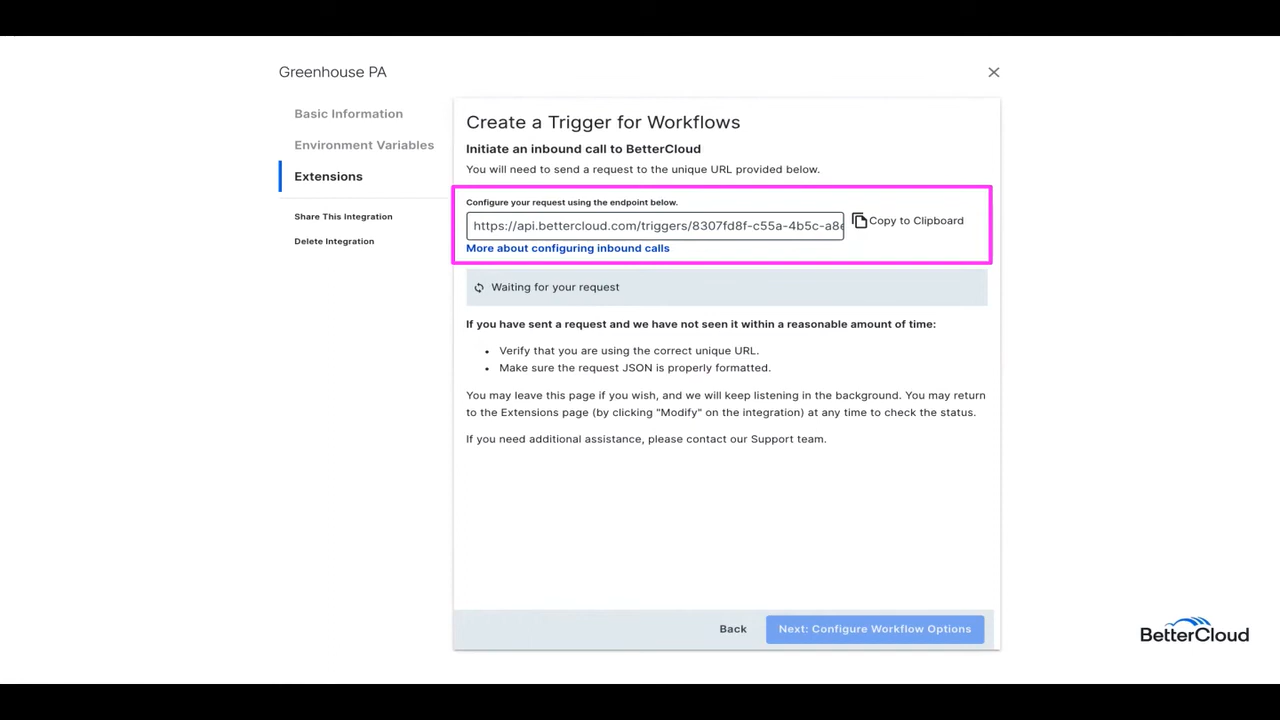 Greenhouse PA
Basic Information
Environment Variables
Extensions
Share This Integration
Delete Integration
Create a Trigger for Workflows
Initiate an inbound call to BetterCloud
You will need to send a request to the unique URL provided below.
Configure your request using the endpoint below.
https://api.bettercloud.com/triggers/8307fd8f-c55a-4b5c-a8e
Copy to Clipboard
More about configuring inbound calls
Waiting for your request
If you have sent a request and we have not seen it within a reasonable amount of time:
• Verify that you are using the correct unique URL.
• Make sure the request JSON is properly formatted.
You may leave this page if you wish, and we will keep listening in the background. You may return
to the Extensions page (by clicking "Modify" on the integration) at any time to check the status.
If you need additional assistance, please contact our Support team.
Back
Next: Configure Workflow Options
BetterCloud